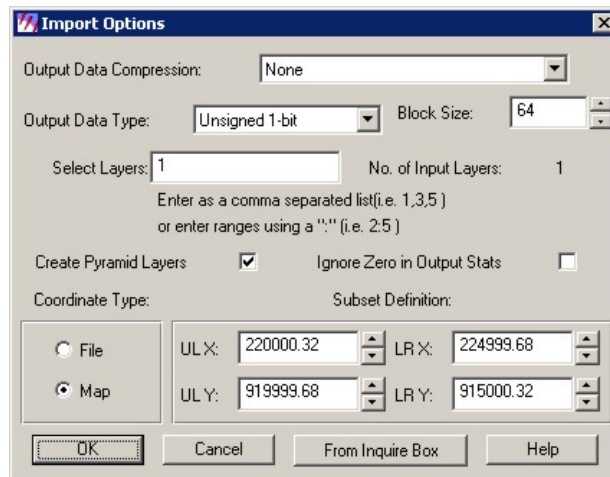 Import Options
Output Data Compression: None
Output Data Type: Unsigned 1-bit Block Size: 64
Select Layers: 1 No. of Input Layers: 1
Enter as a comma separated list(i.e. 1,3,5 )
or enter ranges using a ":" (i.e. 2:5 )
Create Pyramid Layers Ignore Zero in Output Stats
Coordinate Type: Subset Definition:
File UL X: 220000.32 LR X: 224999.68
Map UL Y: 919999.68 LR Y: 915000.32
OK Cancel From Inquire Box Help